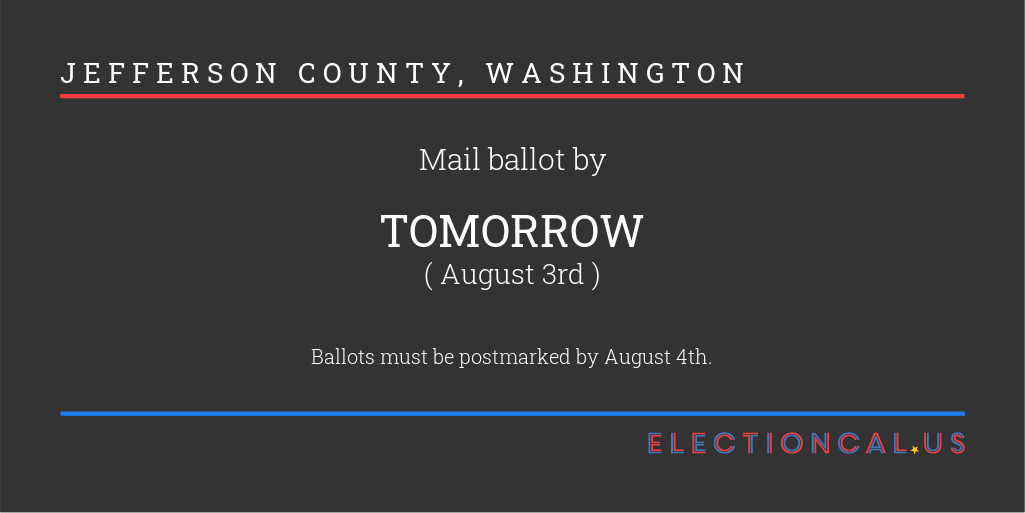 JEFFERSON COUNTY, WASHINGTON
Mail ballot by
TOMORROW
( August 3rd )
Ballots must be postmarked by August 4th.
ELECTIONCAL.US